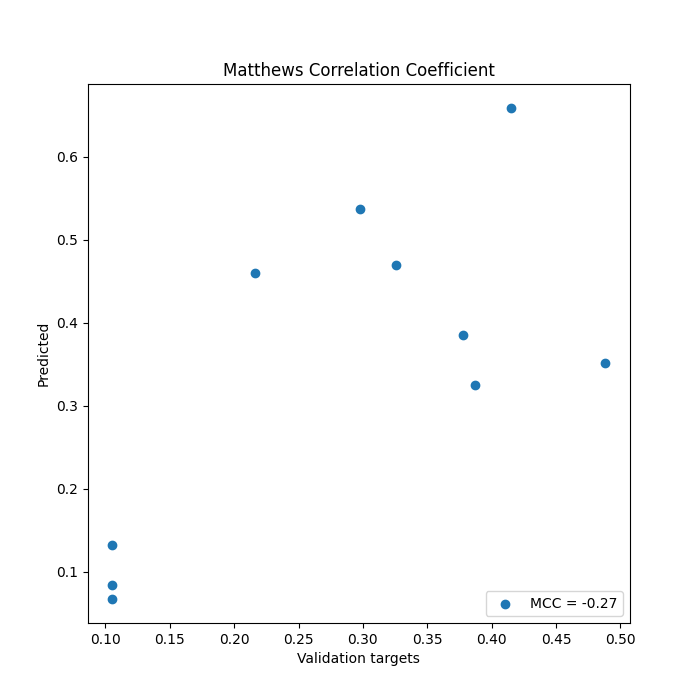 Matthews Correlation Coefficient
Predicted
0.6
0.5
0.4
0.3
0.2
0.1
MCC = -0.27
0.10 0.15 0.20 0.25 0.30 0.35 0.40 0.45 0.50
Validation targets